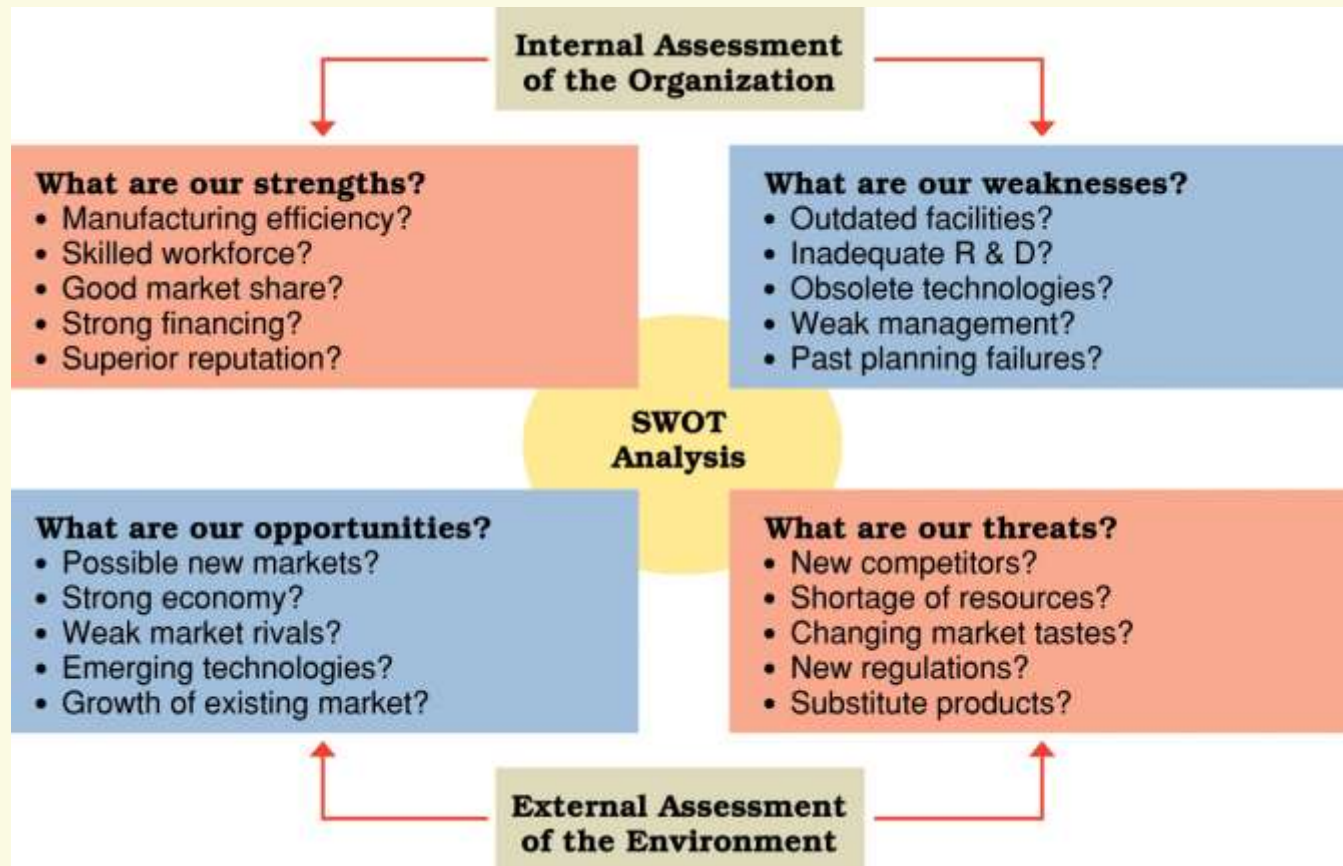 Internal Assessment
of the Organization
What are our strengths?
• Manufacturing efficiency?
• Skilled workforce?
• Good market share?
• Strong financing?
• Superior reputation?
What are our weaknesses?
• Outdated facilities?
• Inadequate R & D?
• Obsolete technologies?
• Weak management?
• Past planning failures?
SWOT
Analysis
What are our opportunities?
• Possible new markets?
• Strong economy?
• Weak market rivals?
• Emerging technologies?
• Growth of existing market?
What are our threats?
• New competitors?
• Shortage of resources?
• Changing market tastes?
• New regulations?
• Substitute products?
External Assessment
of the Environment